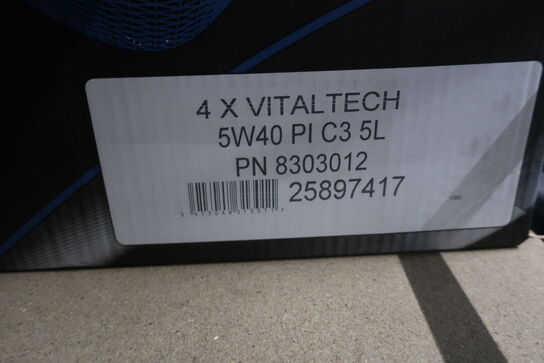 4 X VITALTECH
5W40 PI C3 5L
PN 8303012
25897417